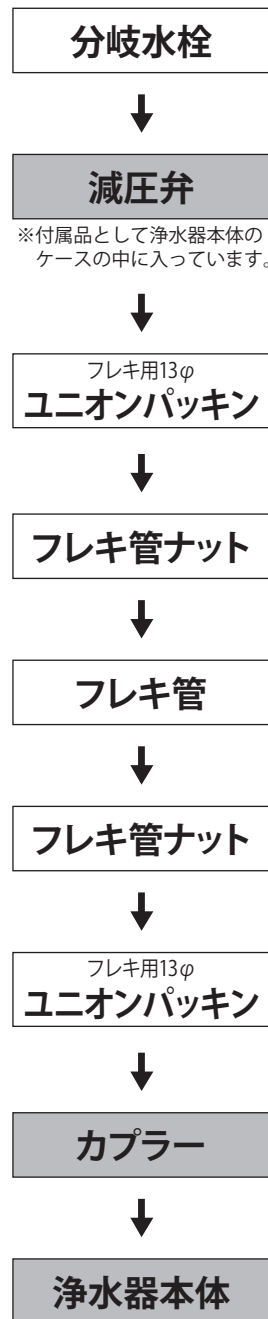 分岐水栓
減圧弁
※付属品として浄水器本体の
ケースの中に入っています。
フレキ用13φ
ユニオンパッキン
フレキ管ナット
フレキ管
フレキ管ナット
フレキ用13φ
ユニオンパッキン
カプラー
浄水器本体